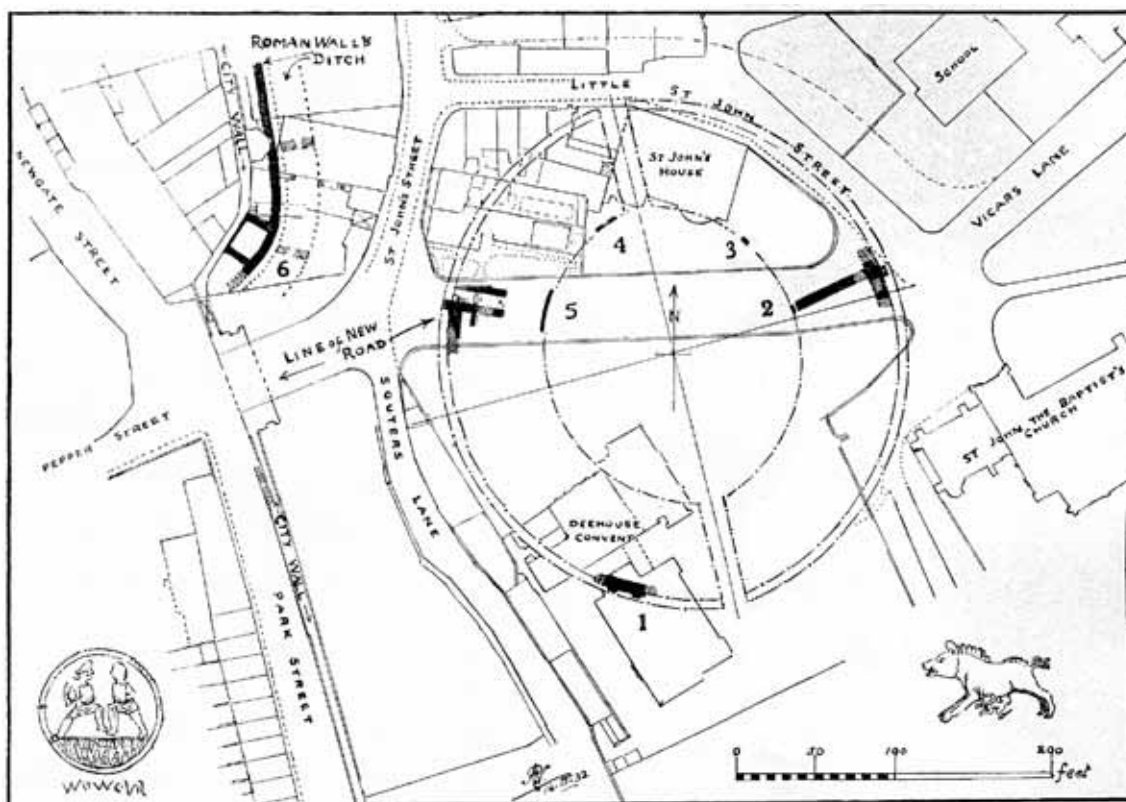 ROMAN WALL &
DITCH
CITY WALL
NEWGATE
STREET
ST JOHN'S STREET
LITTLE
ST JOHN
STREET
ST JOHN'S
HOUSE
SCHOOL
VICARS LANE
6
4
3
5
2
N
LINE OF NEW
ROAD
PEPPER STREET
SOUTERS
LANE
ST JOHN THE BAPTIST'S
CHURCH
DEEHOUSE
CONVENT
1
CITY WALL
PARK STREET
0 50 100 200
feet